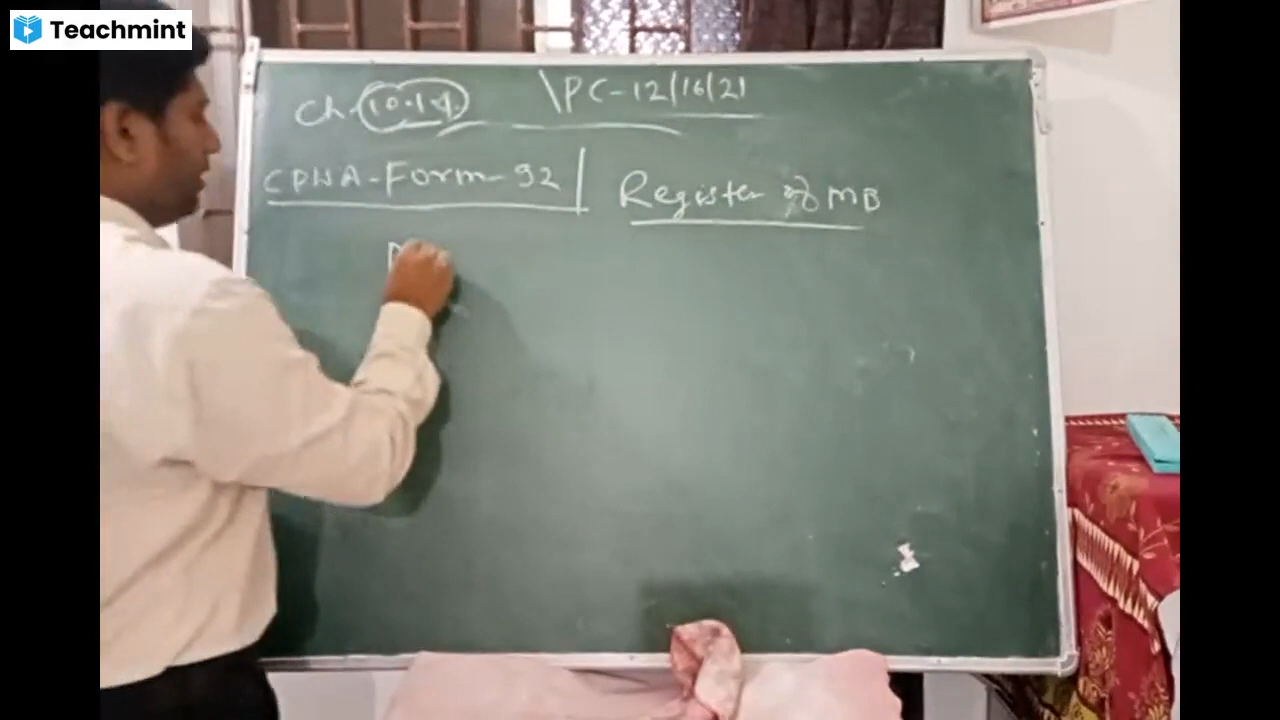 Teachmint
Ch. 10.14. \PC-12/16/21
CPWA-Form-92 | Register of MB